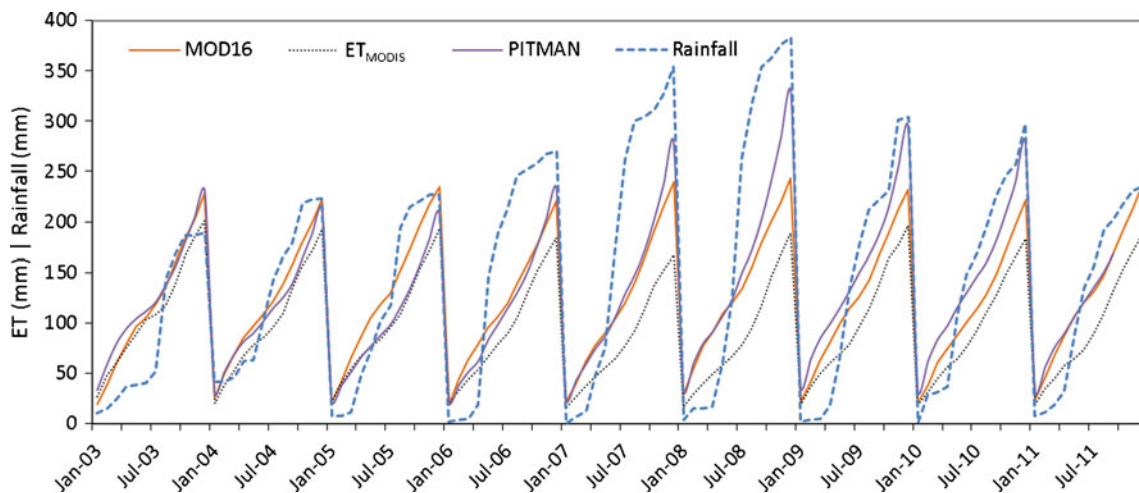 ET (mm) | Rainfall (mm)
400
350
300
250
200
150
100
50
0
MOD16
ETMODIS
PITMAN
Rainfall
Jan-03
Jul-03
Jan-04
Jul-04
Jan-05
Jul-05
Jan-06
Jul-06
Jan-07
Jul-07
Jan-08
Jul-08
Jan-09
Jul-09
Jan-10
Jul-10
Jan-11
Jul-11